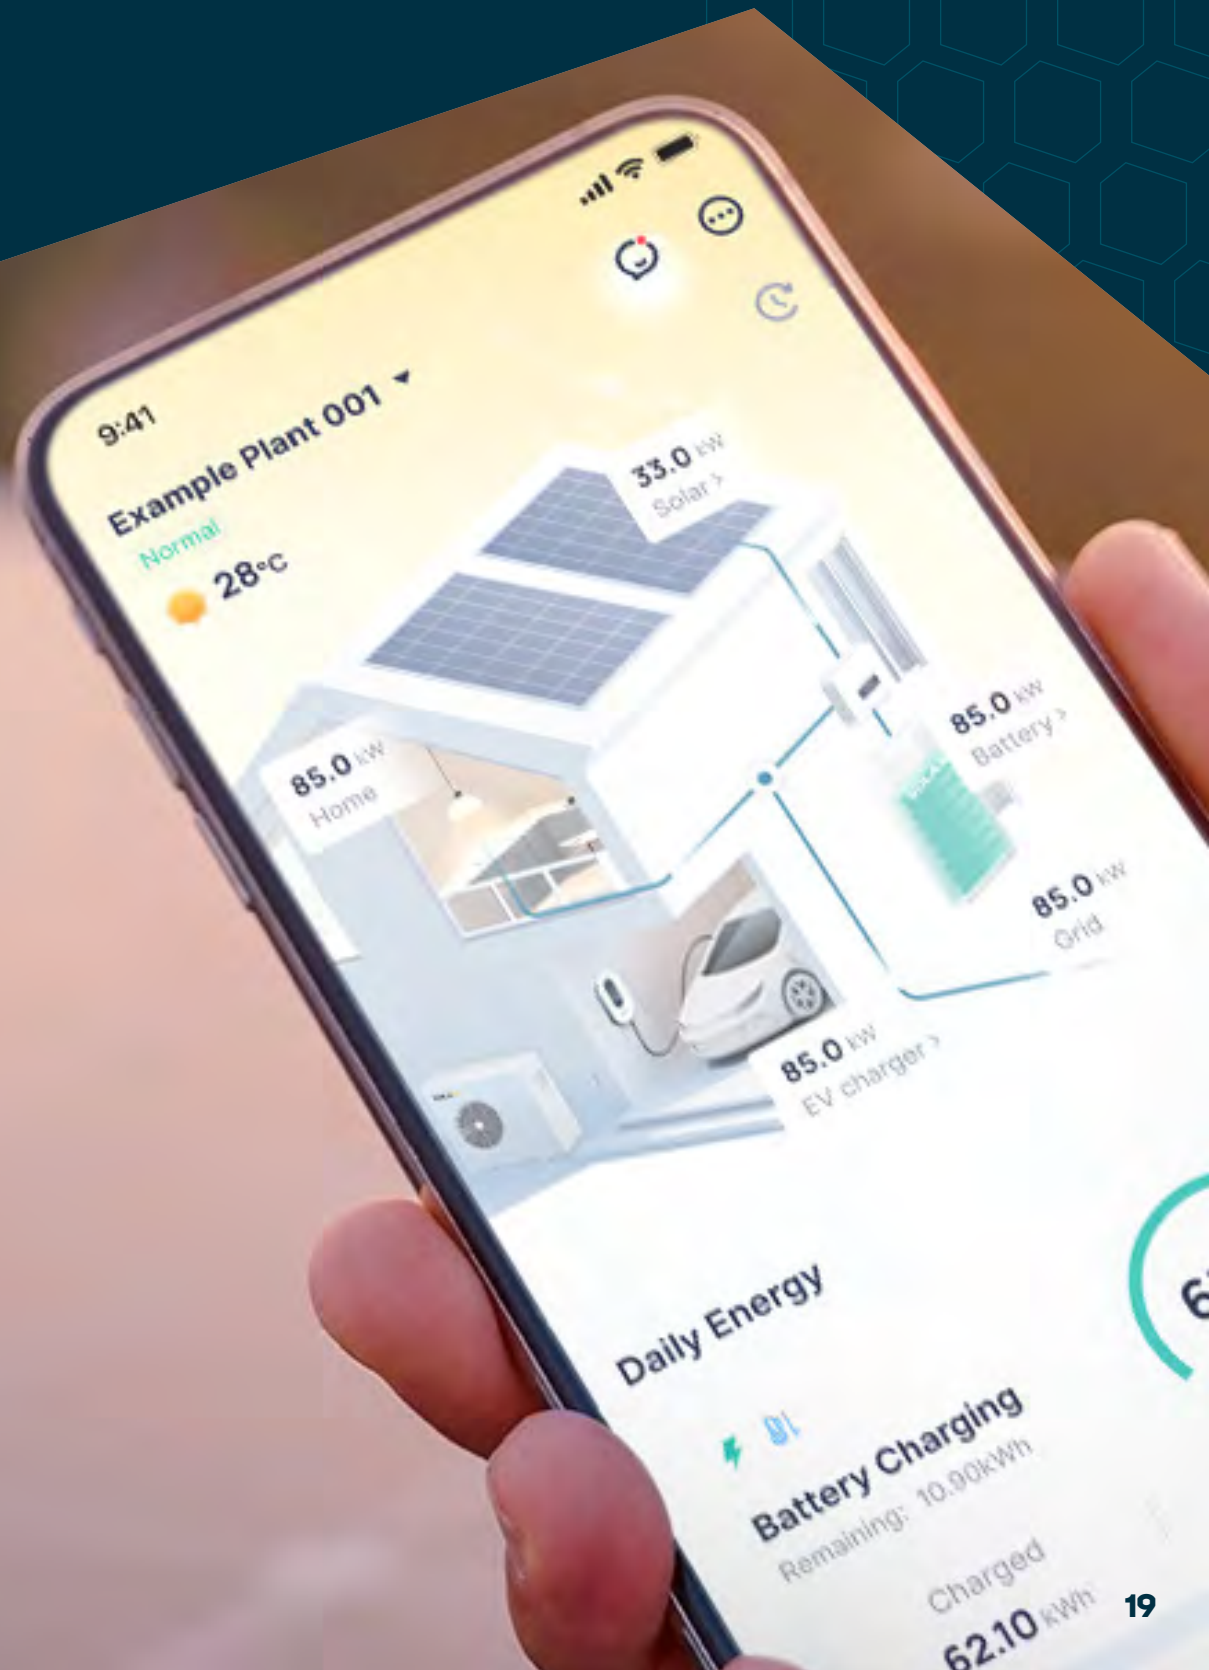 9:41
Example Plant 001
Normal
28°C
33.0 kW
Solar >
85.0 kW
Home
85.0 kW
Battery >
85.0 kW
Grid
85.0 kW
EV charger >
Daily Energy
Battery Charging
Remaining: 10.90kWh
Charged
62.10 kWh
19